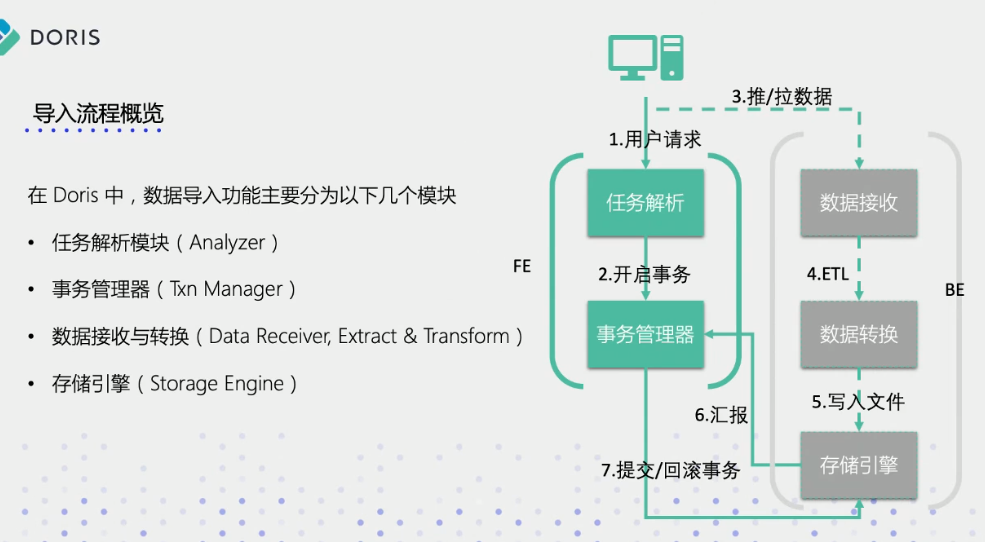 DORIS
导入流程概览
在 Doris 中，数据导入功能主要分为以下几个模块
• 任务解析模块（Analyzer）
• 事务管理器（Txn Manager）
• 数据接收与转换（Data Receiver, Extract & Transform）
• 存储引擎（Storage Engine）
3.推/拉数据
1.用户请求
任务解析
数据接收
FE
2.开启事务
4.ETL
BE
事务管理器
数据转换
6.汇报
5.写入文件
7.提交/回滚事务
存储引擎